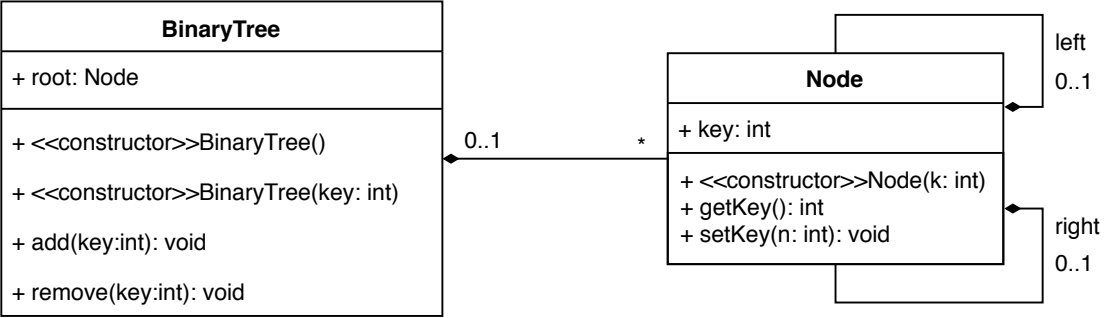 BinaryTree
+ root: Node
+ <<constructor>>BinaryTree()
+ <<constructor>>BinaryTree(key: int)
+ add(key:int): void
+ remove(key:int): void
0..1
*
Node
+ key: int
+ <<constructor>>Node(k: int)
+ getKey(): int
+ setKey(n: int): void
left
0..1
right
0..1